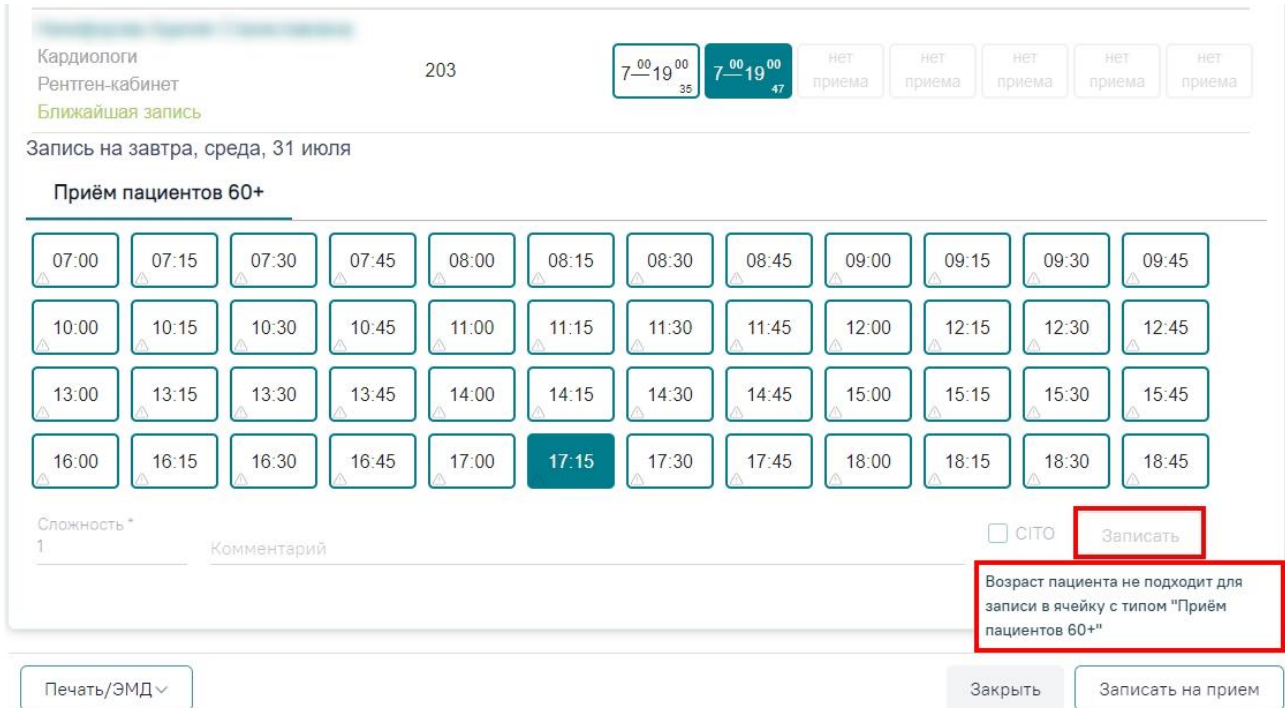 Кардиологи
Рентген-кабинет
Ближайшая запись
203
7—00 19 00 35
7—00 19 00 47
нет приема
нет приема
нет приема
нет приема
нет приема
Запись на завтра, среда, 31 июля
Приём пациентов 60+
07:00 07:15 07:30 07:45 08:00 08:15 08:30 08:45 09:00 09:15 09:30 09:45
10:00 10:15 10:30 10:45 11:00 11:15 11:30 11:45 12:00 12:15 12:30 12:45
13:00 13:15 13:30 13:45 14:00 14:15 14:30 14:45 15:00 15:15 15:30 15:45
16:00 16:15 16:30 16:45 17:00 17:15 17:30 17:45 18:00 18:15 18:30 18:45
Сложность *
1
Комментарий
CITO
Записать
Возраст пациента не подходит для
записи в ячейку с типом "Приём
пациентов 60+"
Печать/ЭМД
Закрыть
Записать на прием